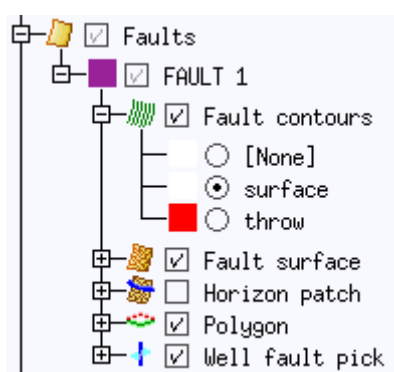 Faults
FAULT 1
Fault contours
[None]
surface
throw
Fault surface
Horizon patch
Polygon
Well fault pick